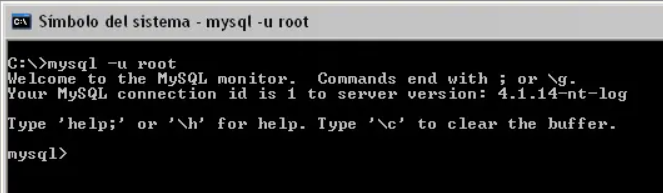 Símbolo del sistema - mysql -u root
C:\>mysql -u root
Welcome to the MySQL monitor.  Commands end with ; or \g.
Your MySQL connection id is 1 to server version: 4.1.14-nt-log
Type 'help;' or '\h' for help. Type '\c' to clear the buffer.
mysql>